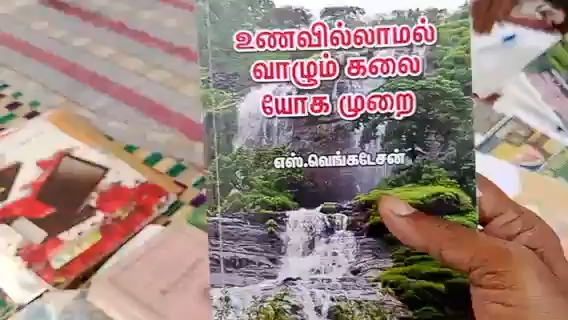 உணவில்லாமல்
வாழும் கலை
யோக முறை
எஸ்.வெங்கடேசன்